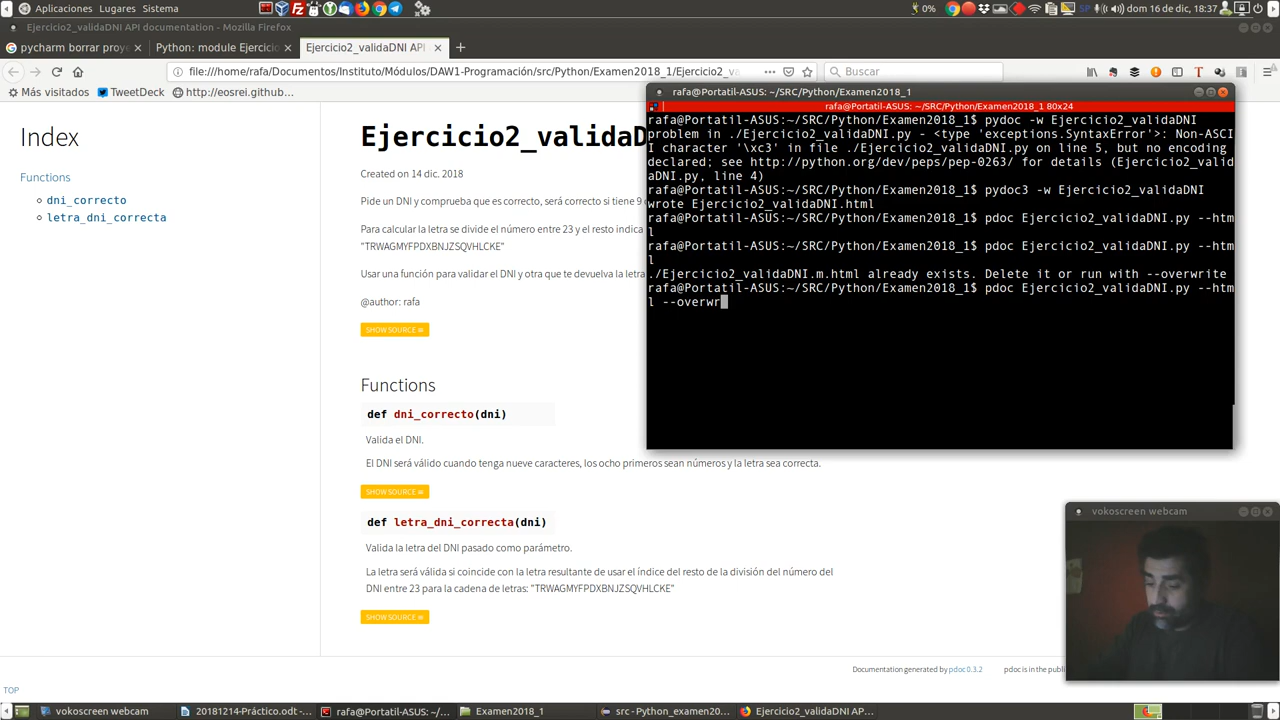 Aplicaciones Lugares Sistema
0%
SP
dom 16 de dic, 18:37
Ejercicio2_validaDNI API documentation - Mozilla Firefox
pycharm borrar proye
Python: module Ejercicio
Ejercicio2_validaDNI API
file:///home/rafa/Documentos/Instituto/Módulos/DAW1-Programación/src/Python/Examen2018_1/Ejercicio2_va
Buscar
Más visitados
TweetDeck
http://eosrei.github...
Index
Functions
dni_correcto
letra_dni_correcta
Ejercicio2_validaD
Created on 14 dic. 2018
Pide un DNI y comprueba que es correcto, será correcto si tiene 9
Para calcular la letra se divide el número entre 23 y el resto indica
"TRWAGMYFPDXBNJZSQVHLCKE"
Usar una función para validar el DNI y otra que te devuelva la letra
@author: rafa
SHOW SOURCE ≡
Functions
def dni_correcto(dni)
Valida el DNI.
El DNI será válido cuando tenga nueve caracteres, los ocho primeros sean números y la letra sea correcta.
SHOW SOURCE ≡
def letra_dni_correcta(dni)
Valida la letra del DNI pasado como parámetro.
La letra será válida si coincide con la letra resultante de usar el índice del resto de la división del número del
DNI entre 23 para la cadena de letras: "TRWAGMYFPDXBNJZSQVHLCKE"
SHOW SOURCE ≡
Documentation generated by pdoc 0.3.2
pdoc is in the public
TOP
rafa@Portatil-ASUS: ~/SRC/Python/Examen2018_1
rafa@Portatil-ASUS: ~/SRC/Python/Examen2018_1 80x24
rafa@Portatil-ASUS:~/SRC/Python/Examen2018_1$ pydoc -w Ejercicio2_validaDNI
problem in ./Ejercicio2_validaDNI.py - <type 'exceptions.SyntaxError'>: Non-ASCI
I character '\xc3' in file ./Ejercicio2_validaDNI.py on line 5, but no encoding
declared; see http://python.org/dev/peps/pep-0263/ for details (Ejercicio2_valid
aDNI.py, line 4)
rafa@Portatil-ASUS:~/SRC/Python/Examen2018_1$ pydoc3 -w Ejercicio2_validaDNI
wrote Ejercicio2_validaDNI.html
rafa@Portatil-ASUS:~/SRC/Python/Examen2018_1$ pdoc Ejercicio2_validaDNI.py --htm
l
rafa@Portatil-ASUS:~/SRC/Python/Examen2018_1$ pdoc Ejercicio2_validaDNI.py --htm
l
./Ejercicio2_validaDNI.m.html already exists. Delete it or run with --overwrite
rafa@Portatil-ASUS:~/SRC/Python/Examen2018_1$ pdoc Ejercicio2_validaDNI.py --htm
l --overwr
vokoscreen webcam
vokoscreen webcam
20181214-Práctico.odt -...
rafa@Portatil-ASUS: ~/...
Examen2018_1
src - Python_examen20...
Ejercicio2_validaDNI AP...